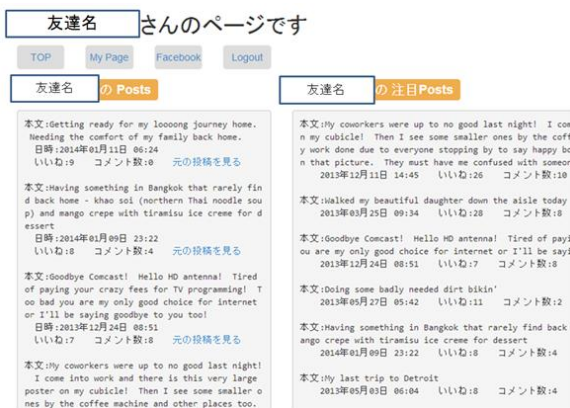 友達名 さんのページです
TOP My Page Facebook Logout
友達名 の Posts
本文:Getting ready for my looooong journey home.
Needing the comfort of my family back home.
日時:2014年01月11日 06:24
いいね:9 コメント数:0 元の投稿を見る
本文:Having something in Bangkok that rarely fin
d back home - khao soi (northern Thai noodle sou
p) and mango crepe with tiramisu ice creme for d
essert
日時:2014年01月09日 23:22
いいね:8 コメント数:4 元の投稿を見る
本文:Goodbye Comcast! Hello HD antenna! Tired
of paying your crazy fees for TV programming! T
oo bad you are my only good choice for internet
or I'll be saying goodbye to you too!
日時:2013年12月24日 08:51
いいね:7 コメント数:8 元の投稿を見る
本文:My coworkers were up to no good last night!
I come into work and there is this very large
poster on my cubicle! Then I see some smaller o
nes by the coffee machine and other places too.
友達名 の 注目Posts
本文:My coworkers were up to no good last night! I com
n my cubicle! Then I see some smaller ones by the coff
y work done due to everyone stopping by to say happy bi
n that picture. They must have me confused with someon
2013年12月11日 14:45 いいね:26 コメント数:10
本文:Walked my beautiful daughter down the aisle today
2013年03月25日 09:34 いいね:28 コメント数:8
本文:Goodbye Comcast! Hello HD antenna! Tired of payi
ou are my only good choice for internet or I'll be sayi
2013年12月24日 08:51 いいね:7 コメント数:8
本文:Doing some badly needed dirt bikin'
2013年05月27日 05:42 いいね:11 コメント数:2
本文:Having something in Bangkok that rarely find back
ango crepe with tiramisu ice creme for dessert
2014年01月09日 23:22 いいね:8 コメント数:4
本文:My last trip to Detroit
2013年05月03日 06:04 いいね:8 コメント数:4